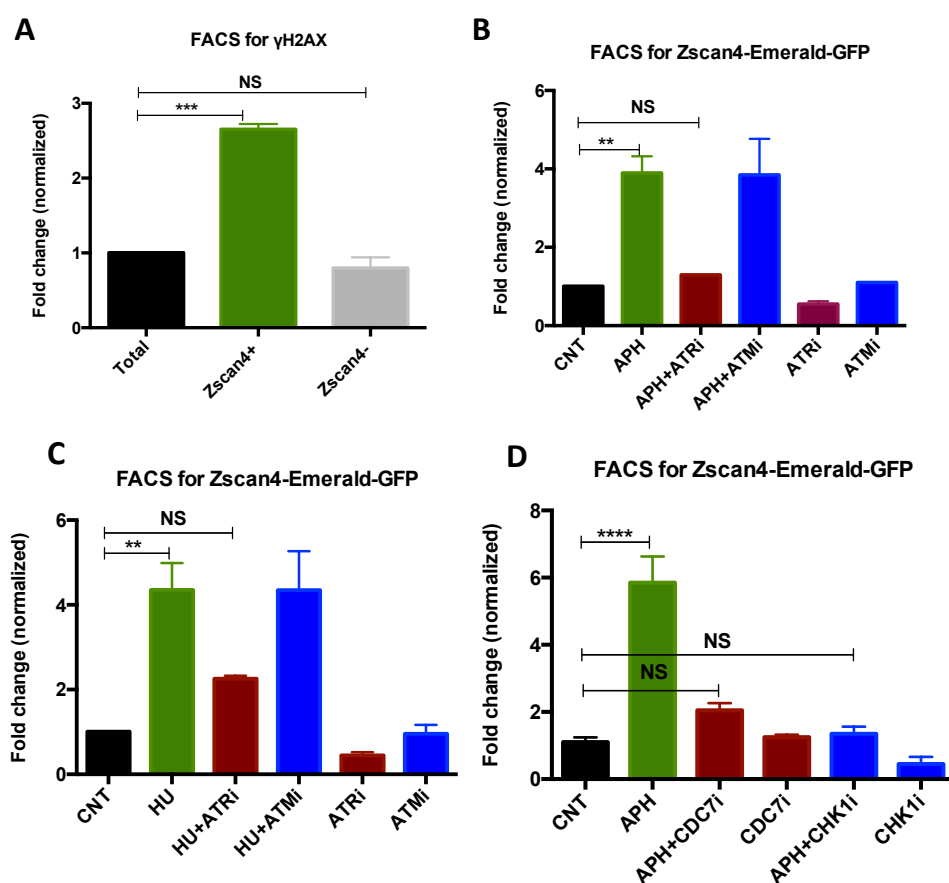 A
FACS for γH2AX
NS
***
Fold change (normalized)
3
2
1
0
Total
Zscan4+
Zscan4-
B
FACS for Zscan4-Emerald-GFP
NS
**
Fold change (normalized)
6
4
2
0
CNT
APH
APH+ATRi
APH+ATMi
ATRi
ATMi
C
FACS for Zscan4-Emerald-GFP
NS
**
Fold change (normalized)
6
4
2
0
CNT
HU
HU+ATRi
HU+ATMi
ATRi
ATMi
D
FACS for Zscan4-Emerald-GFP
****
NS
NS
Fold change (normalized)
8
6
4
2
0
CNT
APH
APH+CDC7i
CDC7i
APH+CHK1i
CHK1i